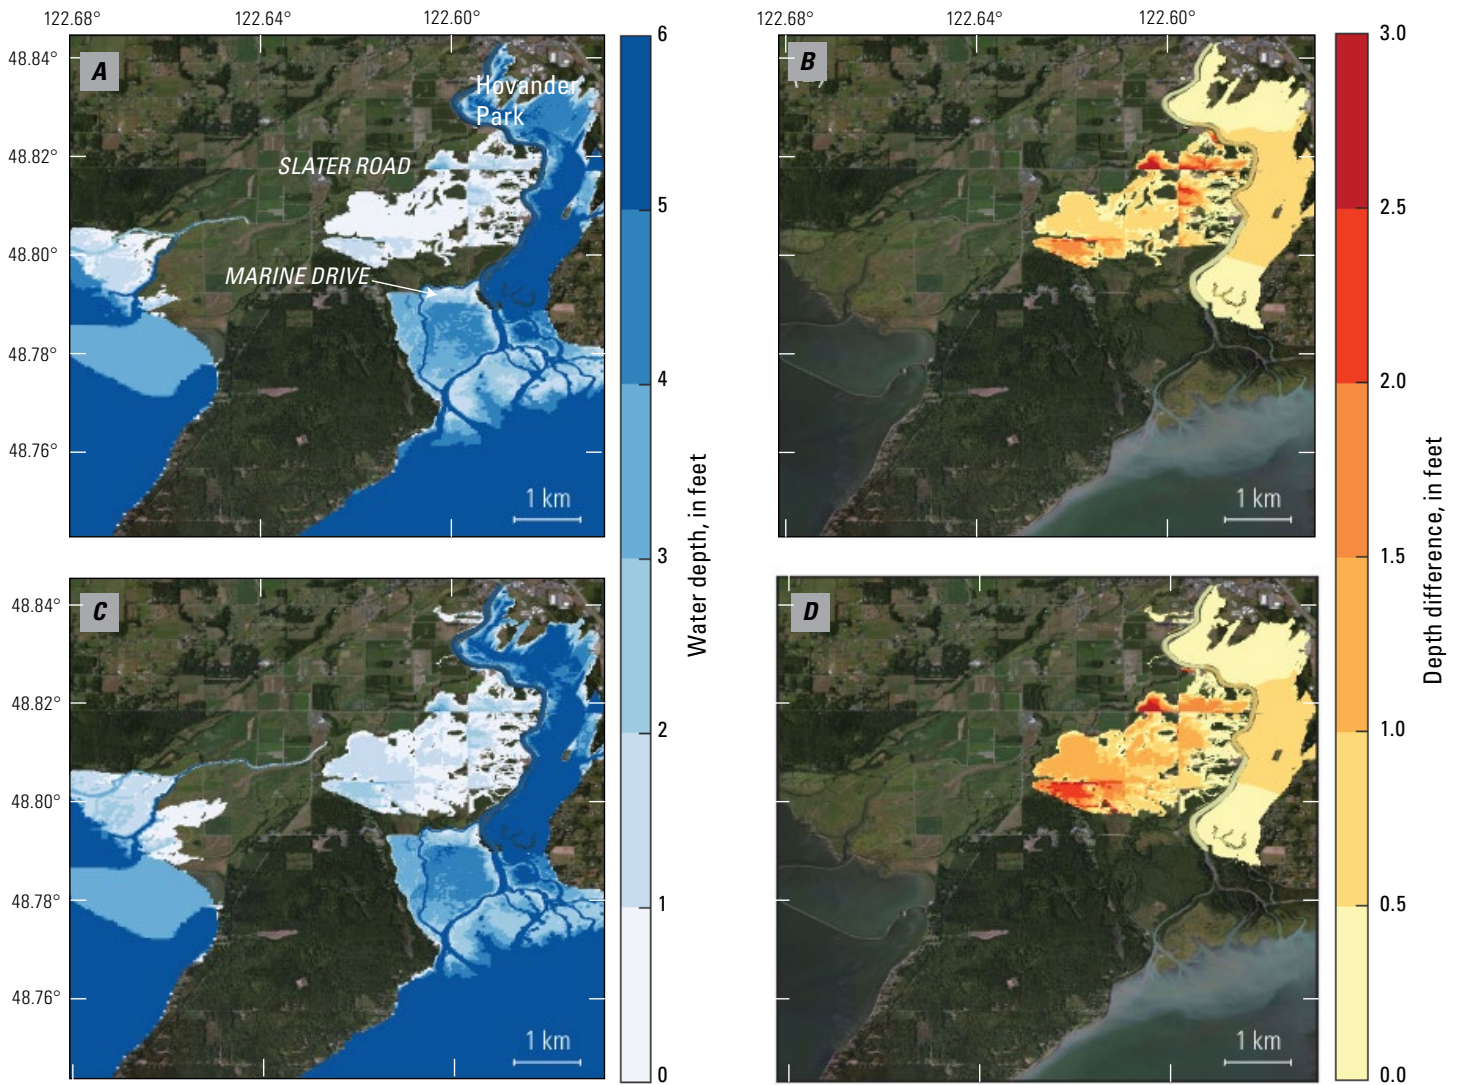 122.68°
122.64°
122.60°
122.68°
122.64°
122.60°
48.84°
48.82°
48.80°
48.78°
48.76°
A
Hovander
Park
SLATER ROAD
MARINE DRIVE
1 km
B
1 km
48.84°
48.82°
48.80°
48.78°
48.76°
C
1 km
D
1 km
6
5
4
3
2
1
0
Water depth, in feet
3.0
2.5
2.0
1.5
1.0
0.5
0.0
Depth difference, in feet